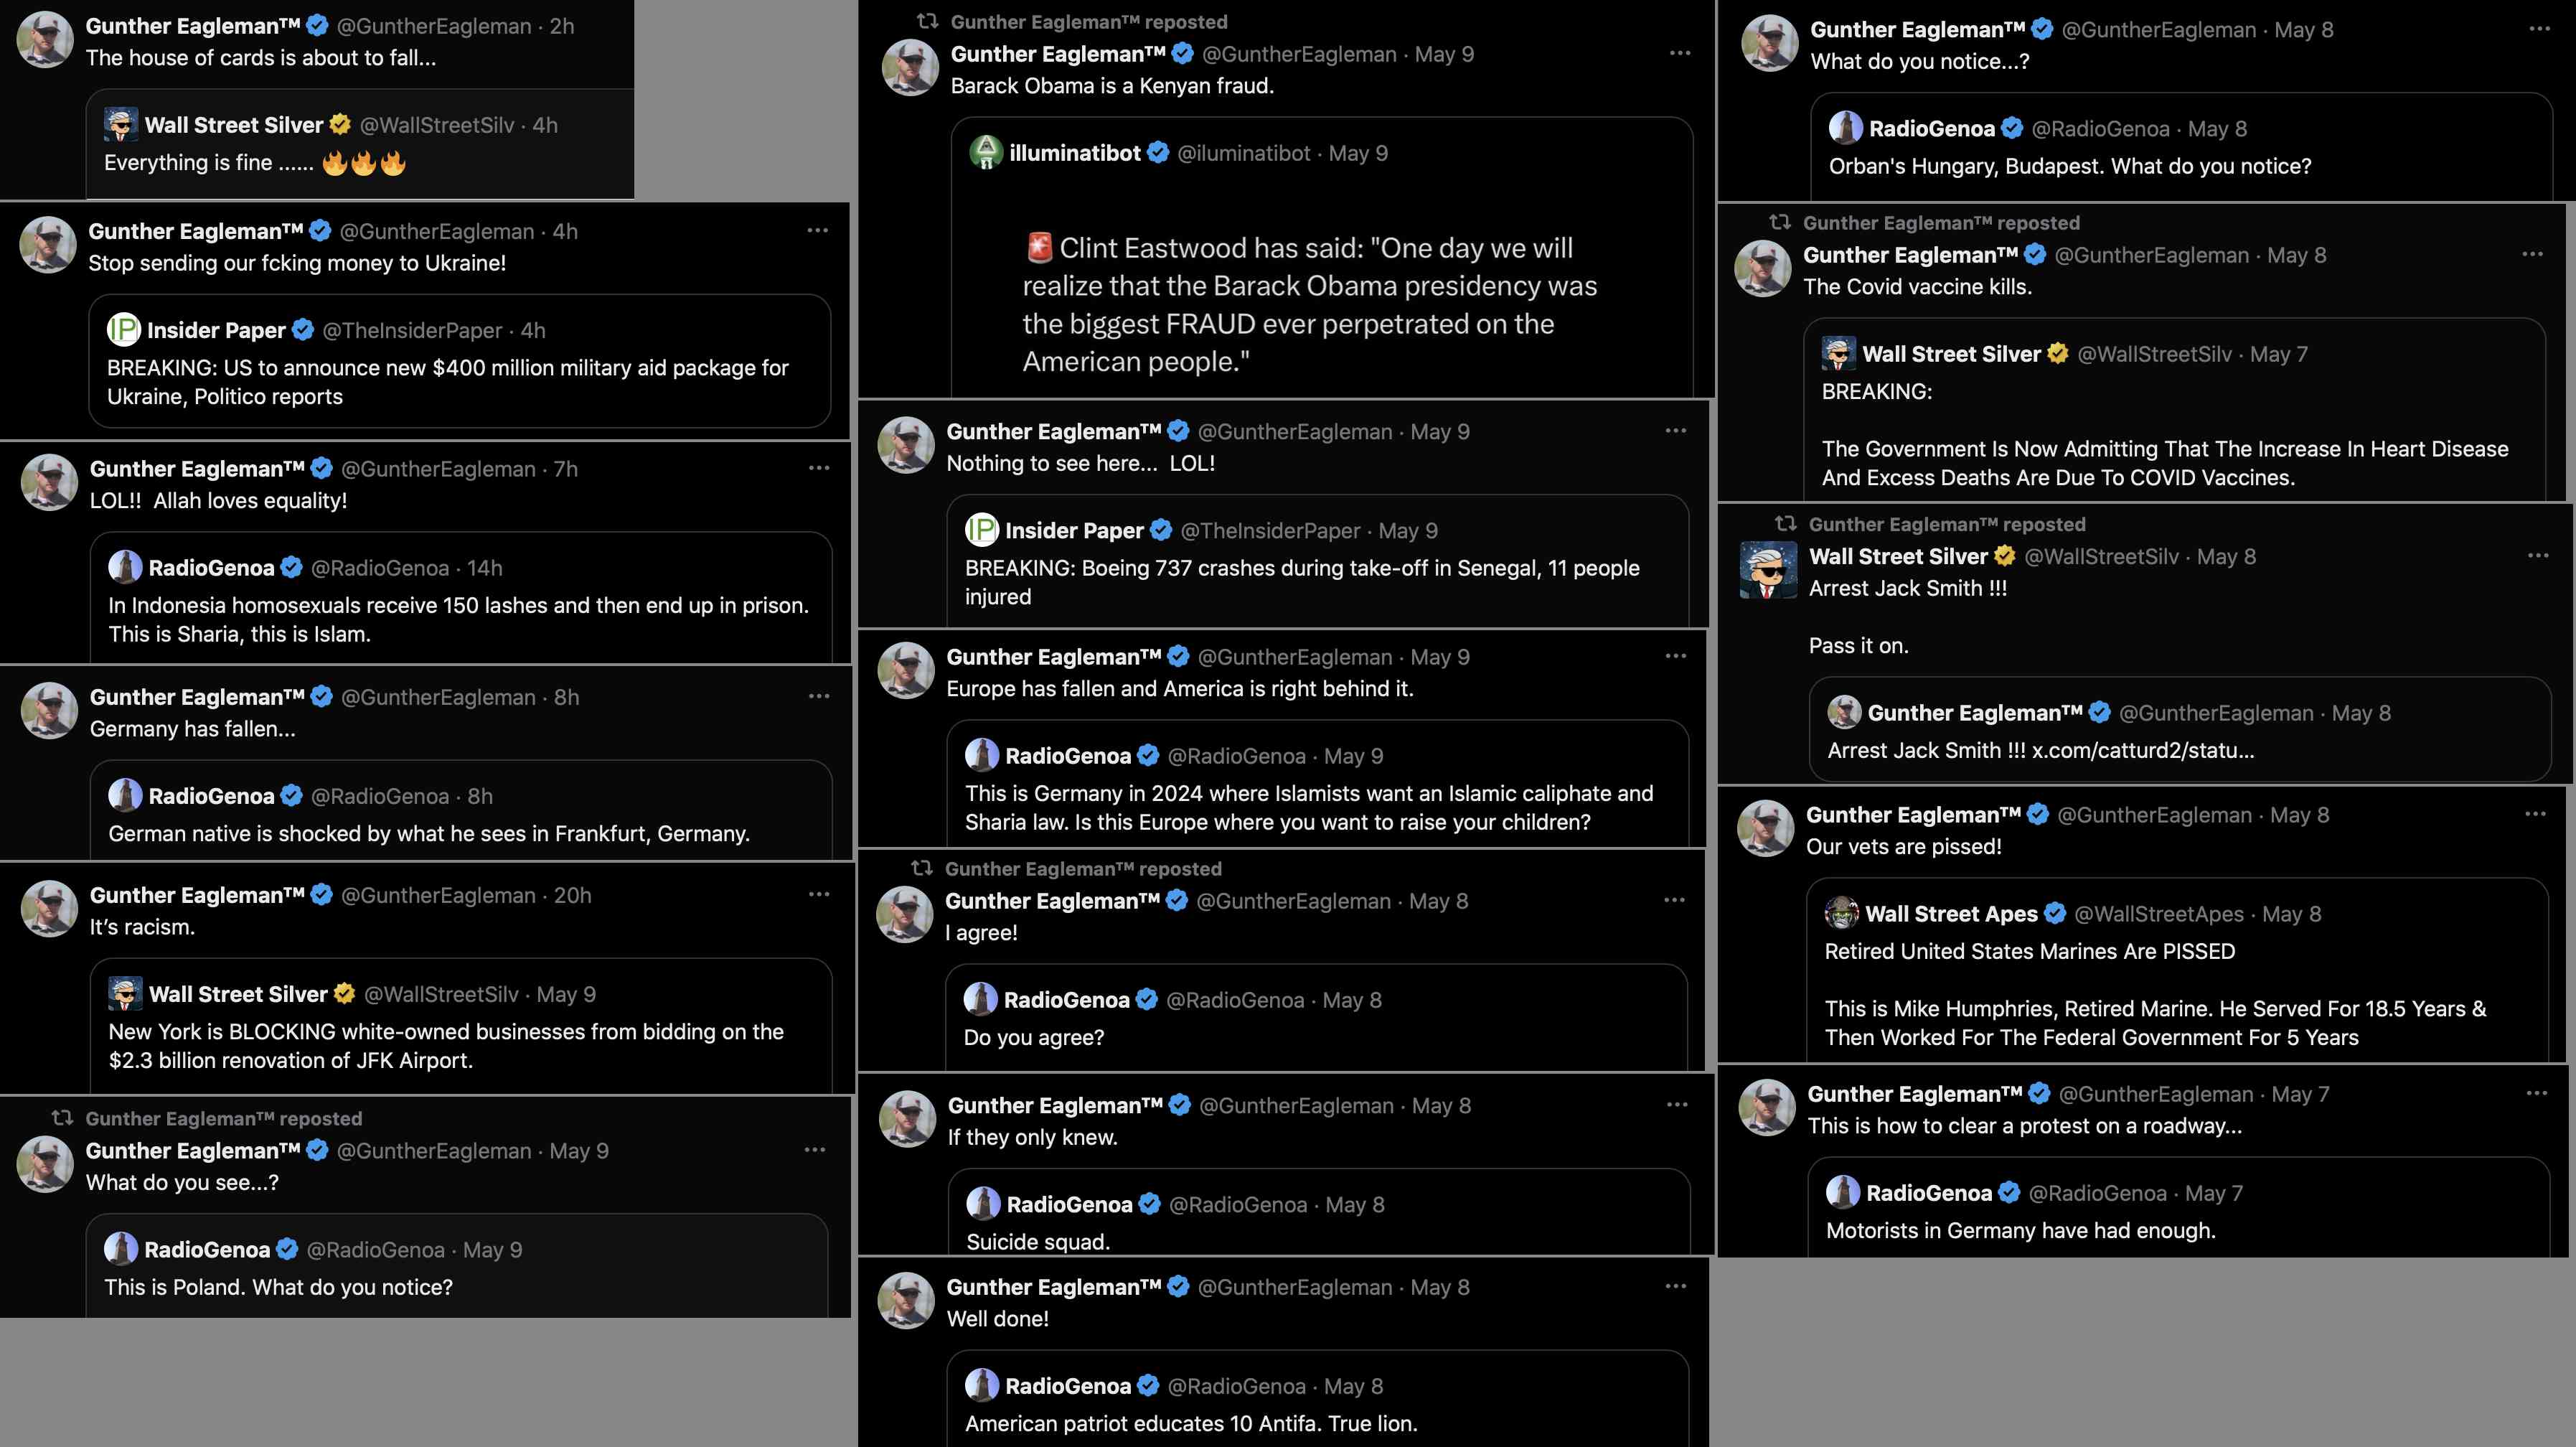 Gunther Eagleman™ @GuntherEagleman · 2h
The house of cards is about to fall...
Wall Street Silver @WallStreetSilv · 4h
Everything is fine ...... 🔥🔥🔥
Gunther Eagleman™ @GuntherEagleman · 4h
Stop sending our fcking money to Ukraine!
Insider Paper @TheInsiderPaper · 4h
BREAKING: US to announce new $400 million military aid package for
Ukraine, Politico reports
Gunther Eagleman™ @GuntherEagleman · 7h
LOL!! Allah loves equality!
RadioGenoa @RadioGenoa · 14h
In Indonesia homosexuals receive 150 lashes and then end up in prison.
This is Sharia, this is Islam.
Gunther Eagleman™ @GuntherEagleman · 8h
Germany has fallen...
RadioGenoa @RadioGenoa · 8h
German native is shocked by what he sees in Frankfurt, Germany.
Gunther Eagleman™ @GuntherEagleman · 20h
It’s racism.
Wall Street Silver @WallStreetSilv · May 9
New York is BLOCKING white-owned businesses from bidding on the
$2.3 billion renovation of JFK Airport.
Gunther Eagleman™ reposted
Gunther Eagleman™ @GuntherEagleman · May 9
What do you see...?
RadioGenoa @RadioGenoa · May 9
This is Poland. What do you notice?
Gunther Eagleman™ reposted
Gunther Eagleman™ @GuntherEagleman · May 9
Barack Obama is a Kenyan fraud.
illuminatibot @iluminatibot · May 9
🚨 Clint Eastwood has said: "One day we will
realize that the Barack Obama presidency was
the biggest FRAUD ever perpetrated on the
American people."
Gunther Eagleman™ @GuntherEagleman · May 9
Nothing to see here... LOL!
IP Insider Paper @TheInsiderPaper · May 9
BREAKING: Boeing 737 crashes during take-off in Senegal, 11 people
injured
Gunther Eagleman™ @GuntherEagleman · May 9
Europe has fallen and America is right behind it.
RadioGenoa @RadioGenoa · May 9
This is Germany in 2024 where Islamists want an Islamic caliphate and
Sharia law. Is this Europe where you want to raise your children?
Gunther Eagleman™ reposted
Gunther Eagleman™ @GuntherEagleman · May 8
I agree!
RadioGenoa @RadioGenoa · May 8
Do you agree?
Gunther Eagleman™ @GuntherEagleman · May 8
If they only knew.
RadioGenoa @RadioGenoa · May 8
Suicide squad.
Gunther Eagleman™ @GuntherEagleman · May 8
Well done!
RadioGenoa @RadioGenoa · May 8
American patriot educates 10 Antifa. True lion.
Gunther Eagleman™ @GuntherEagleman · May 8
What do you notice...?
RadioGenoa @RadioGenoa · May 8
Orban's Hungary, Budapest. What do you notice?
Gunther Eagleman™ reposted
Gunther Eagleman™ @GuntherEagleman · May 8
The Covid vaccine kills.
Wall Street Silver @WallStreetSilv · May 7
BREAKING:
The Government Is Now Admitting That The Increase In Heart Disease
And Excess Deaths Are Due To COVID Vaccines.
Gunther Eagleman™ reposted
Wall Street Silver @WallStreetSilv · May 8
Arrest Jack Smith !!!
Pass it on.
Gunther Eagleman™ @GuntherEagleman · May 8
Arrest Jack Smith !!! x.com/catturd2/statu...
Gunther Eagleman™ @GuntherEagleman · May 8
Our vets are pissed!
Wall Street Apes @WallStreetApes · May 8
Retired United States Marines Are PISSED
This is Mike Humphries, Retired Marine. He Served For 18.5 Years &
Then Worked For The Federal Government For 5 Years
Gunther Eagleman™ @GuntherEagleman · May 7
This is how to clear a protest on a roadway...
RadioGenoa @RadioGenoa · May 7
Motorists in Germany have had enough.